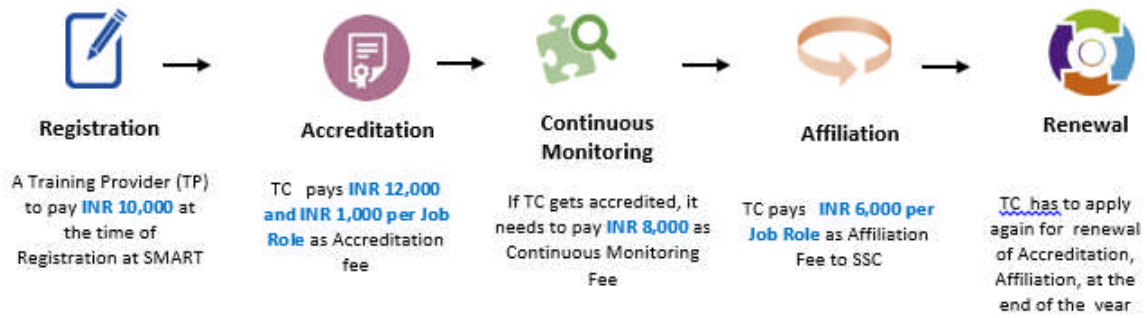 Registration
A Training Provider (TP)
to pay INR 10,000 at
the time of
Registration at SMART
Accreditation
TC pays INR 12,000
and INR 1,000 per Job
Role as Accreditation
fee
Continuous
Monitoring
If TC gets accredited, it
needs to pay INR 8,000 as
Continuous Monitoring
Fee
Affiliation
TC pays INR 6,000 per
Job Role as Affiliation
Fee to SSC
Renewal
TC has to apply
again for renewal
of Accreditation,
Affiliation, at the
end of the year